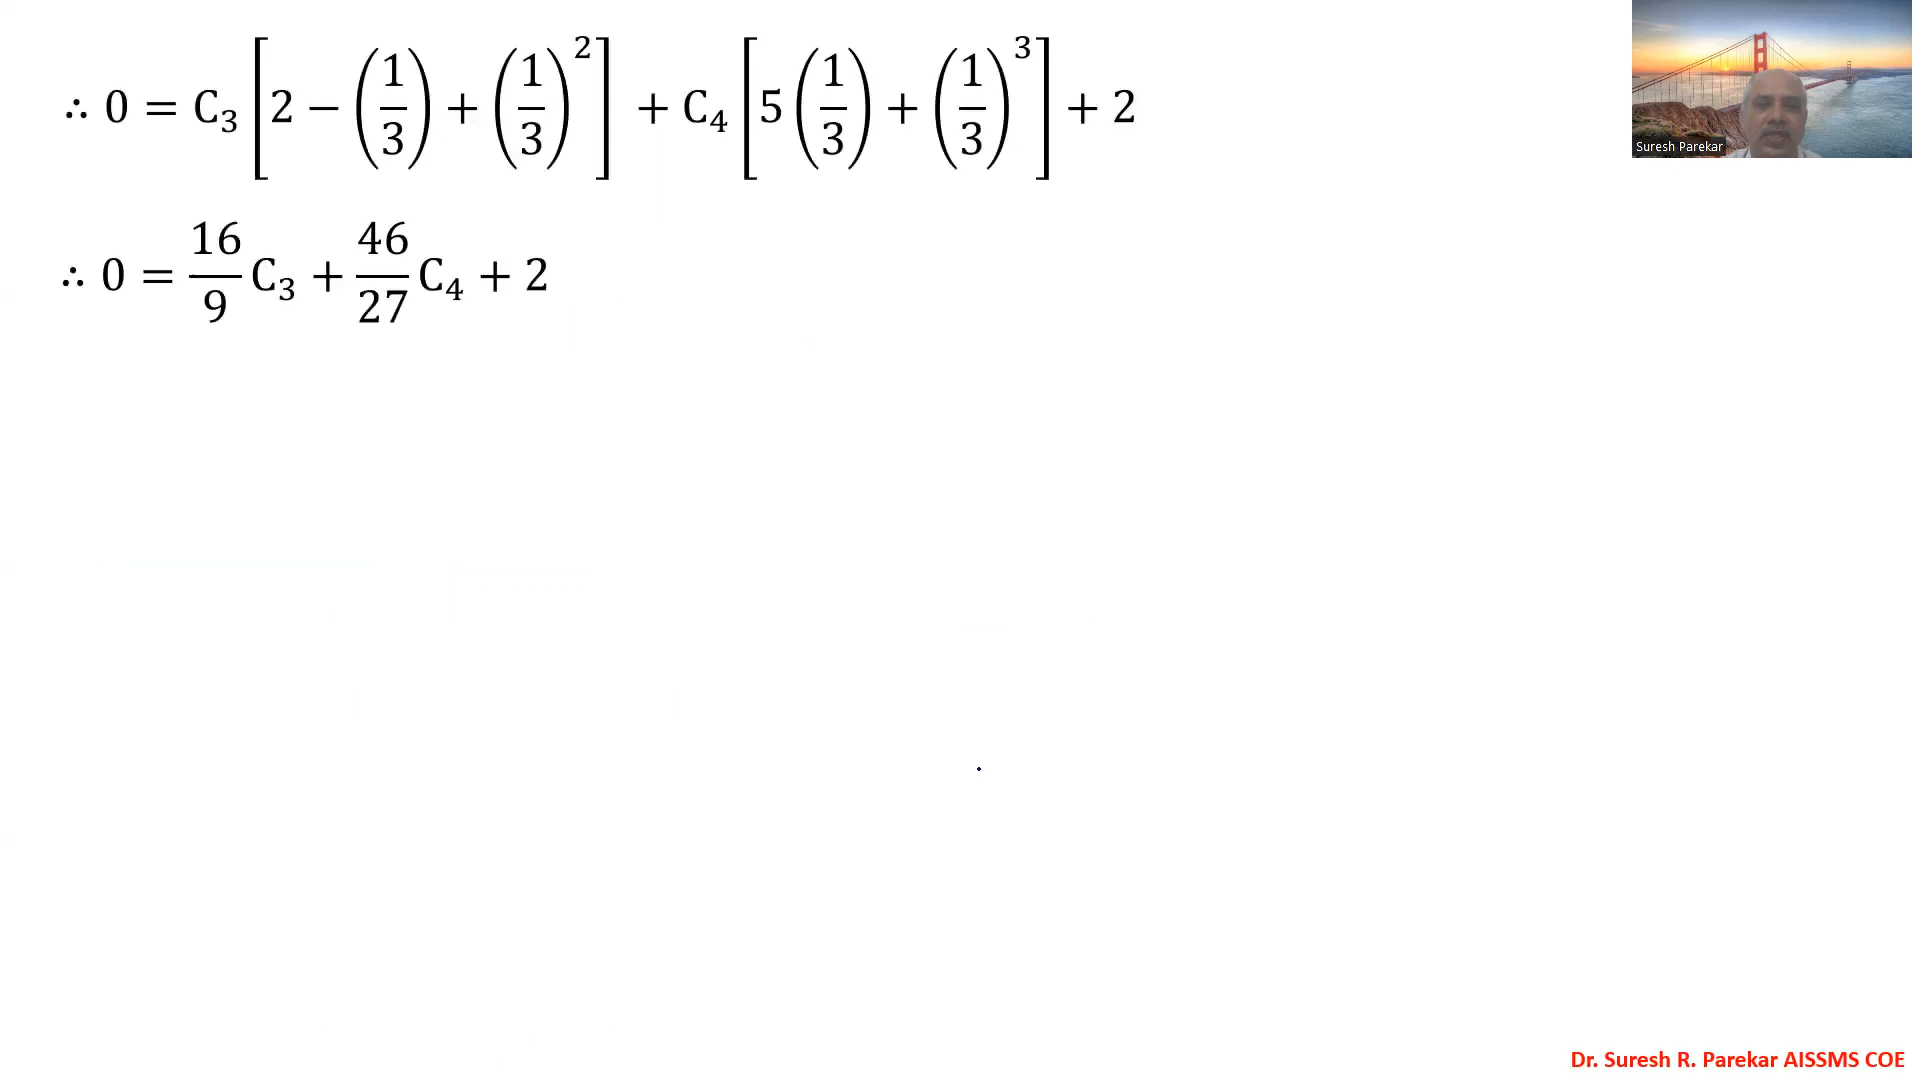 ∴ 0 = C₃ [2 − (1/3) + (1/3)²] + C₄ [5 (1/3) + (1/3)³] + 2
Suresh Parekar
∴ 0 = 16/9 C₃ + 46/27 C₄ + 2
Dr. Suresh R. Parekar AISSMS COE